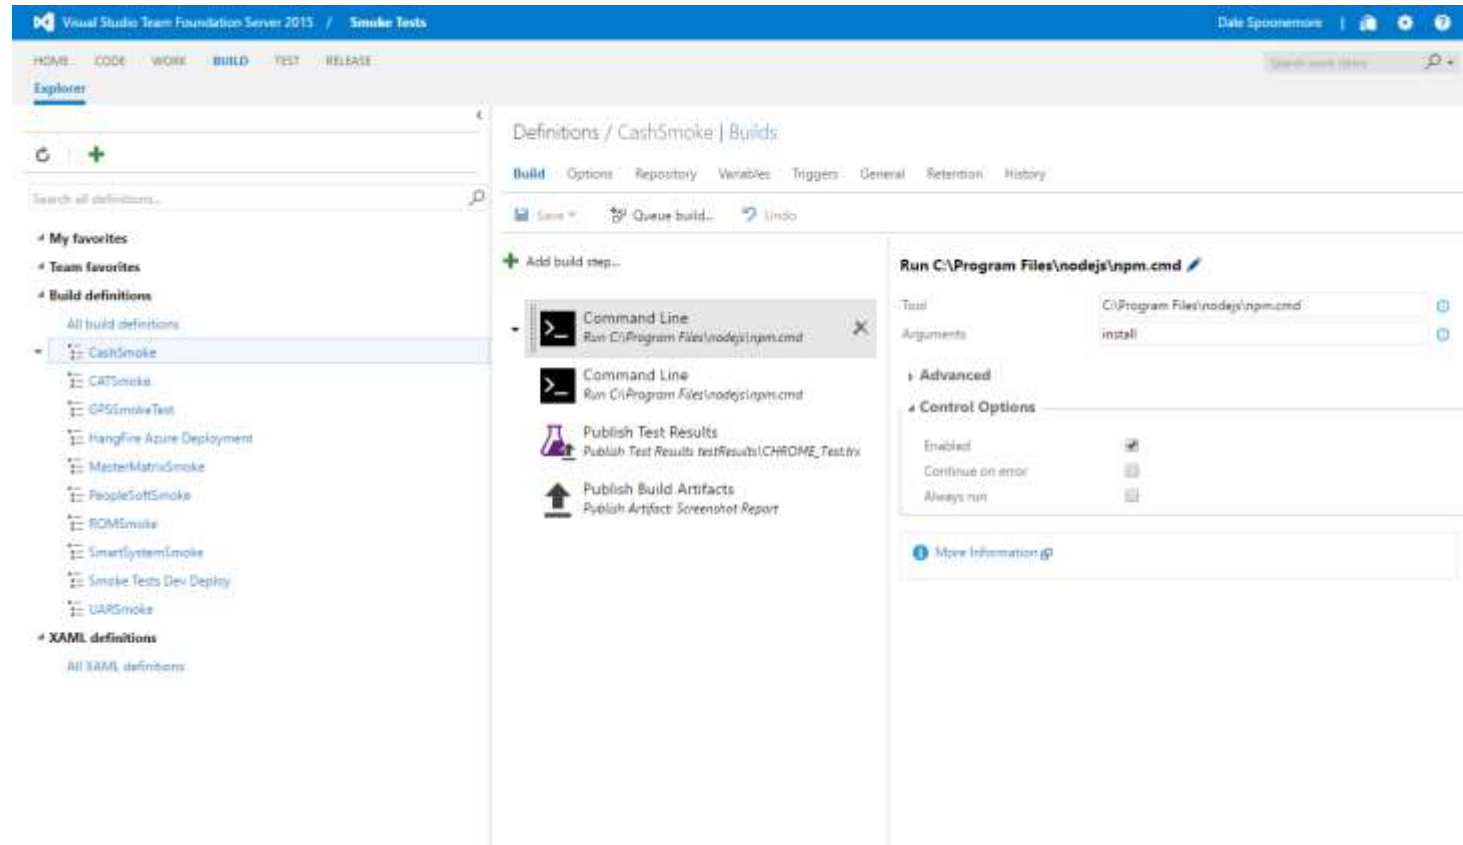 Visual Studio Team Foundation Server 2015 / Smoke Tests
Dale Spoonemore
HOME CODE WORK BUILD TEST RELEASE
Search work items
Explorer
Search all definitions...
My favorites
Team favorites
Build definitions
All build definitions
CashSmoke
CATSmoke
GPSSmokeTest
HangFire Azure Deployment
MasterMatrixSmoke
PeopleSoftSmoke
ROMSmoke
SmartSystemSmoke
Smoke Tests Dev Deploy
UARSmoke
XAML definitions
All XAML definitions
Definitions / CashSmoke | Builds
Build Options Repository Variables Triggers General Retention History
Save Queue build... Undo
Add build step...
Command Line
Run C:\Program Files\nodejs\npm.cmd
Command Line
Run C:\Program Files\nodejs\npm.cmd
Publish Test Results
Publish Test Results testResults\CHROME_Test.trx
Publish Build Artifacts
Publish Artifact: Screenshot Report
Run C:\Program Files\nodejs\npm.cmd
Tool C:\Program Files\nodejs\npm.cmd
Arguments install
Advanced
Control Options
Enabled
Continue on error
Always run
More Information